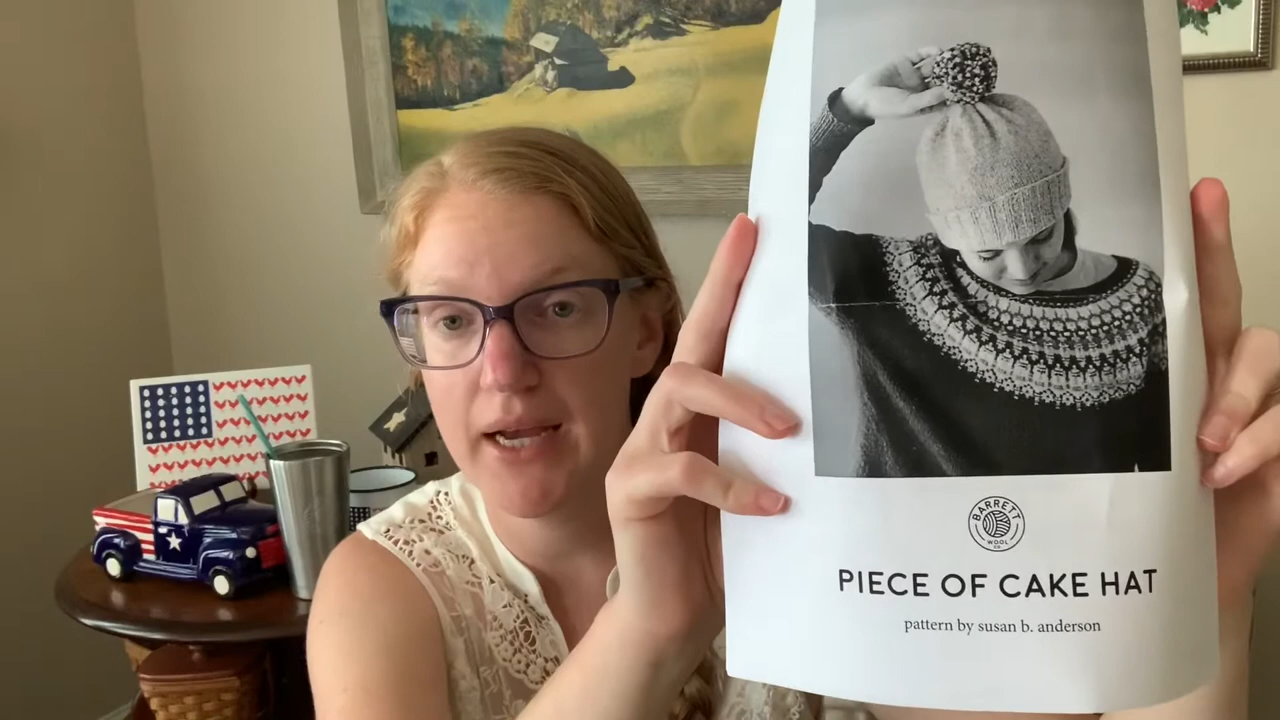 BARRETT
WOOL
CO.
PIECE OF CAKE HAT
pattern by susan b. anderson